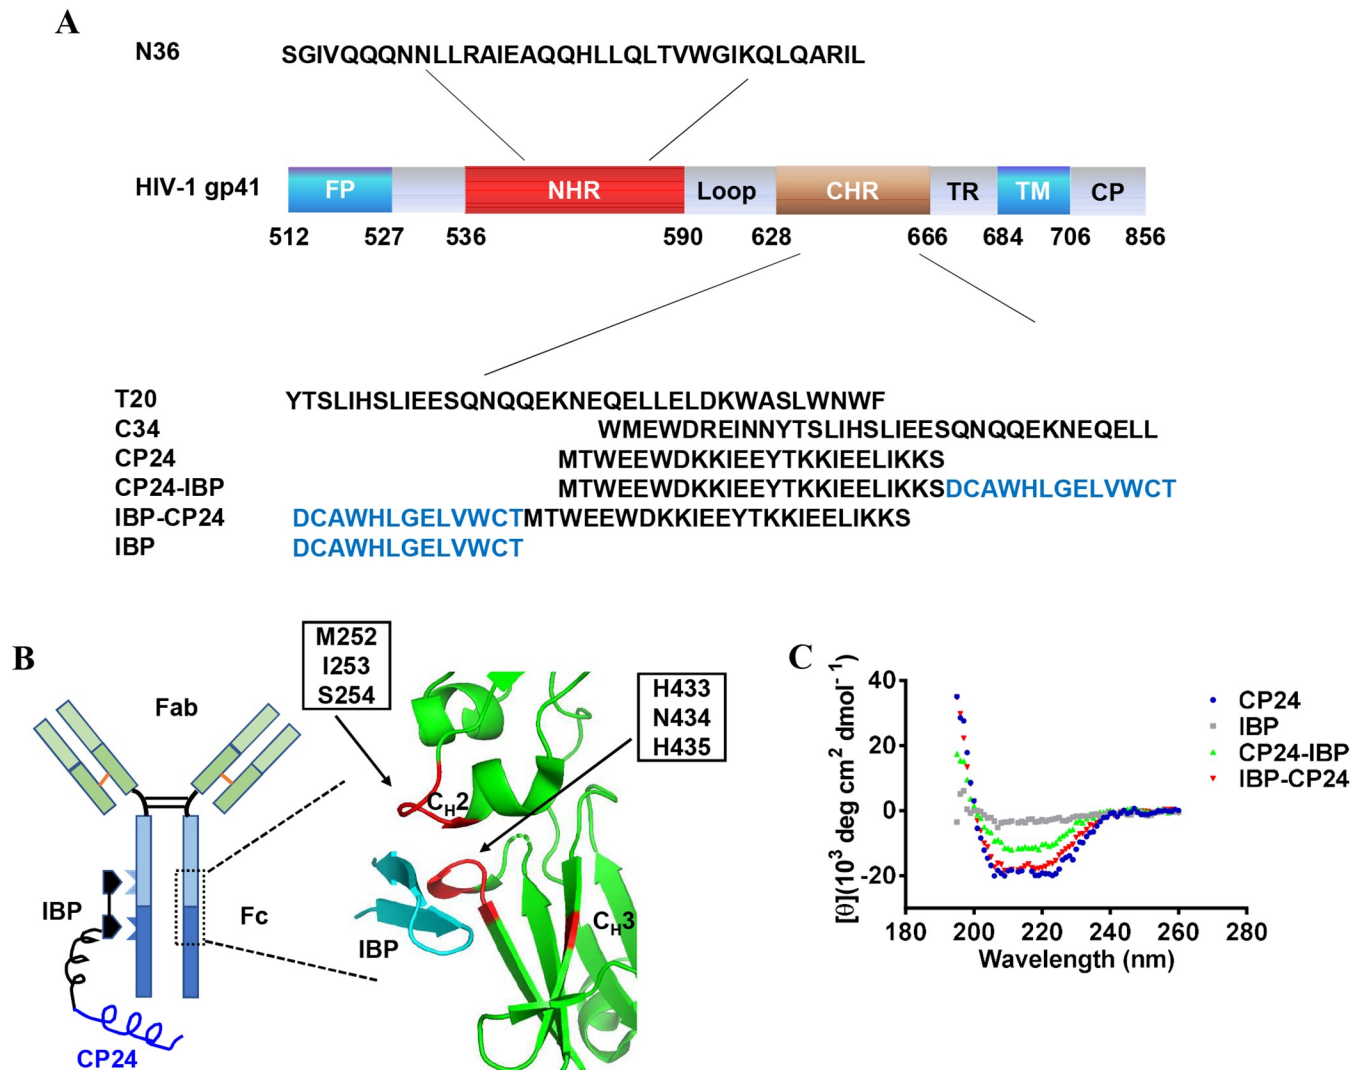 A
N36 SGIVQQQNNLLRAIEAQQHLLQLTVWGIKQLQARIL
HIV-1 gp41 FP NHR Loop CHR TR TM CP
512 527 536 590 628 666 684 706 856
T20 YTSLIHSLIEESQNQQEKNEQELLELDKWASLWNWF
C34 WMEWDREINNYTSLIHSLIEESQNQQEKNEQELL
CP24 MTWEEWDKKIEEYTKKIEELIKKS
CP24-IBP MTWEEWDKKIEEYTKKIEELIKKSDCAWHLGELVWCT
IBP-CP24 DCAWHLGELVWCTMTWEEWDKKIEEYTKKIEELIKKS
IBP DCAWHLGELVWCT
B
Fab
IBP
Fc
CP24
M252
I253
S254
H433
N434
H435
CH2
IBP
CH3
C
[θ](10³ deg cm² dmol⁻¹)
40
20
0
-20
180 200 220 240 260 280
Wavelength (nm)
CP24
IBP
CP24-IBP
IBP-CP24